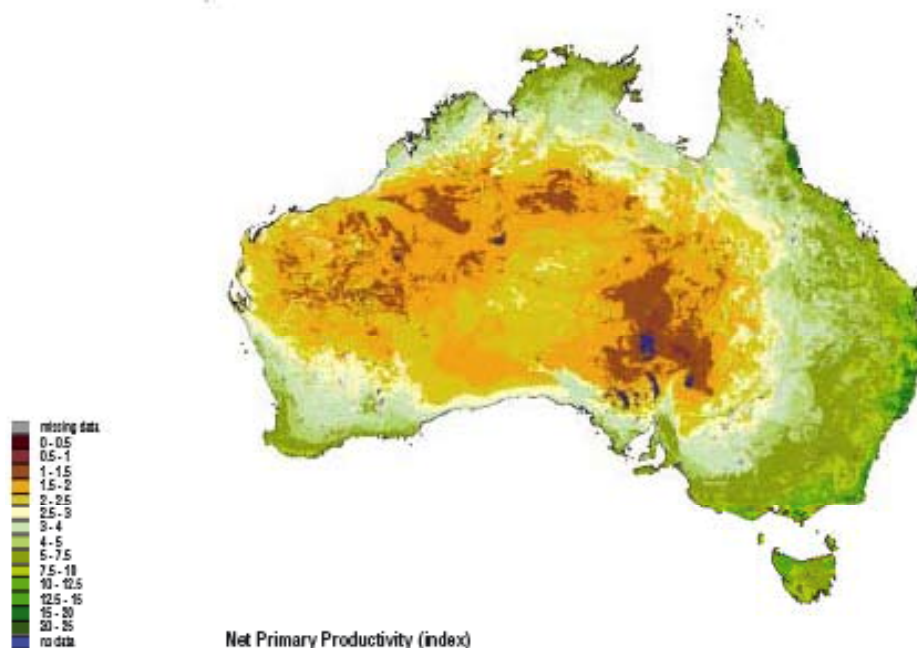 missing data
0 - 0.5
0.5 - 1
1 - 1.5
1.5 - 2
2 - 2.5
2.5 - 3
3 - 4
4 - 5
5 - 7.5
7.5 - 10
10 - 12.5
12.5 - 15
15 - 20
20 - 25
no data
Net Primary Productivity (index)